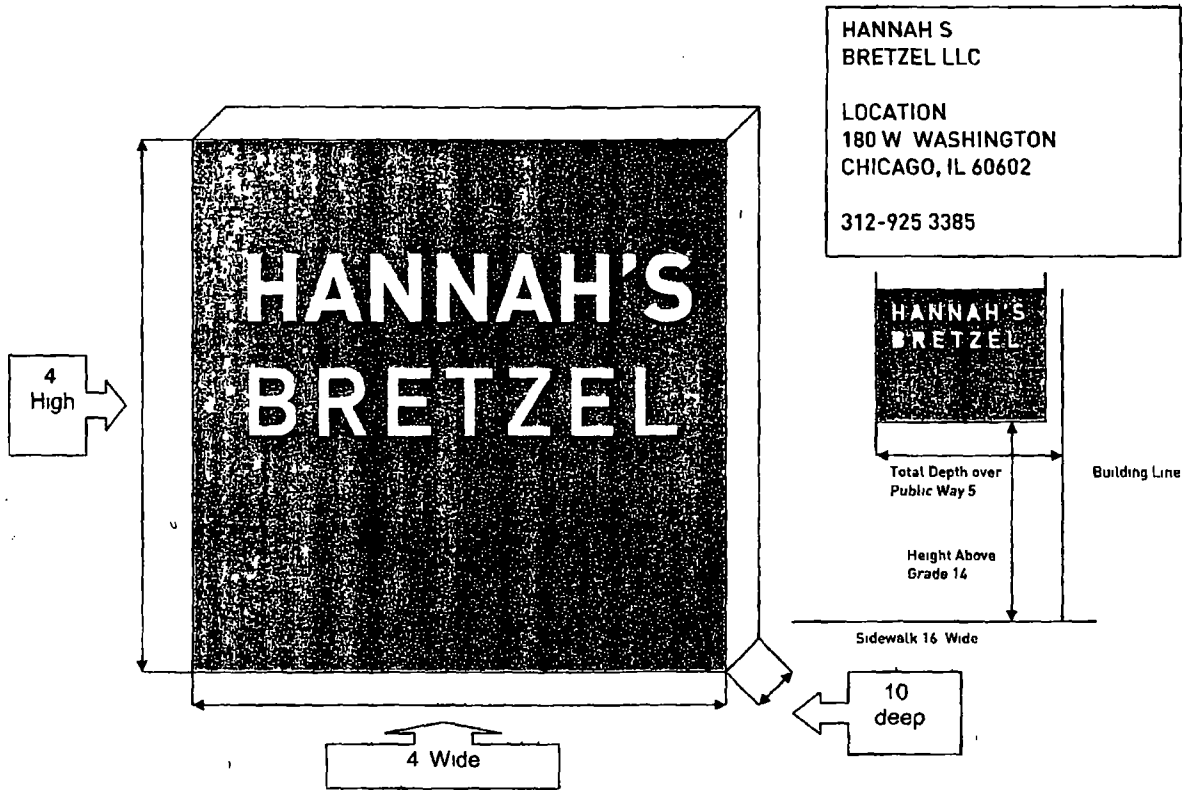 HANNAH S
BRETZEL LLC
LOCATION
180 W WASHINGTON
CHICAGO, IL 60602
312-925 3385
HANNAH'S
BRETZEL
4
High
4 Wide
10
deep
HANNAH'S
BRETZEL
Total Depth over
Public Way 5
Building Line
Height Above
Grade 14
Sidewalk 16 Wide